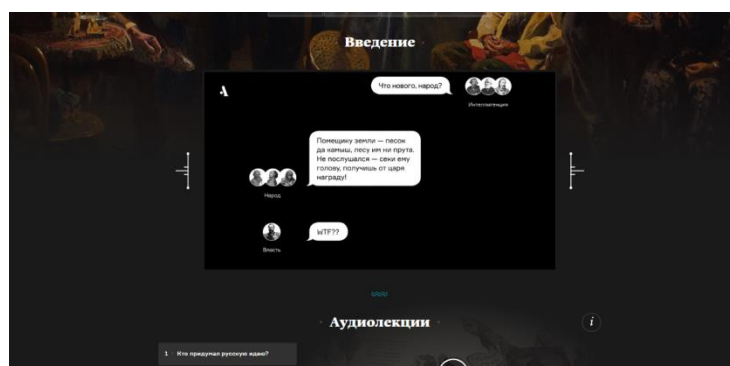 Введение
Что нового, народ?
Интеллигенция
Помещику земли — песок
да камыш, лесу им ни прута.
Не послушался — секи ему
голову, получишь от царя
награду!
Народ
WTF??
Власть
Аудиолекции
i
1 Кто придумал русскую идею?